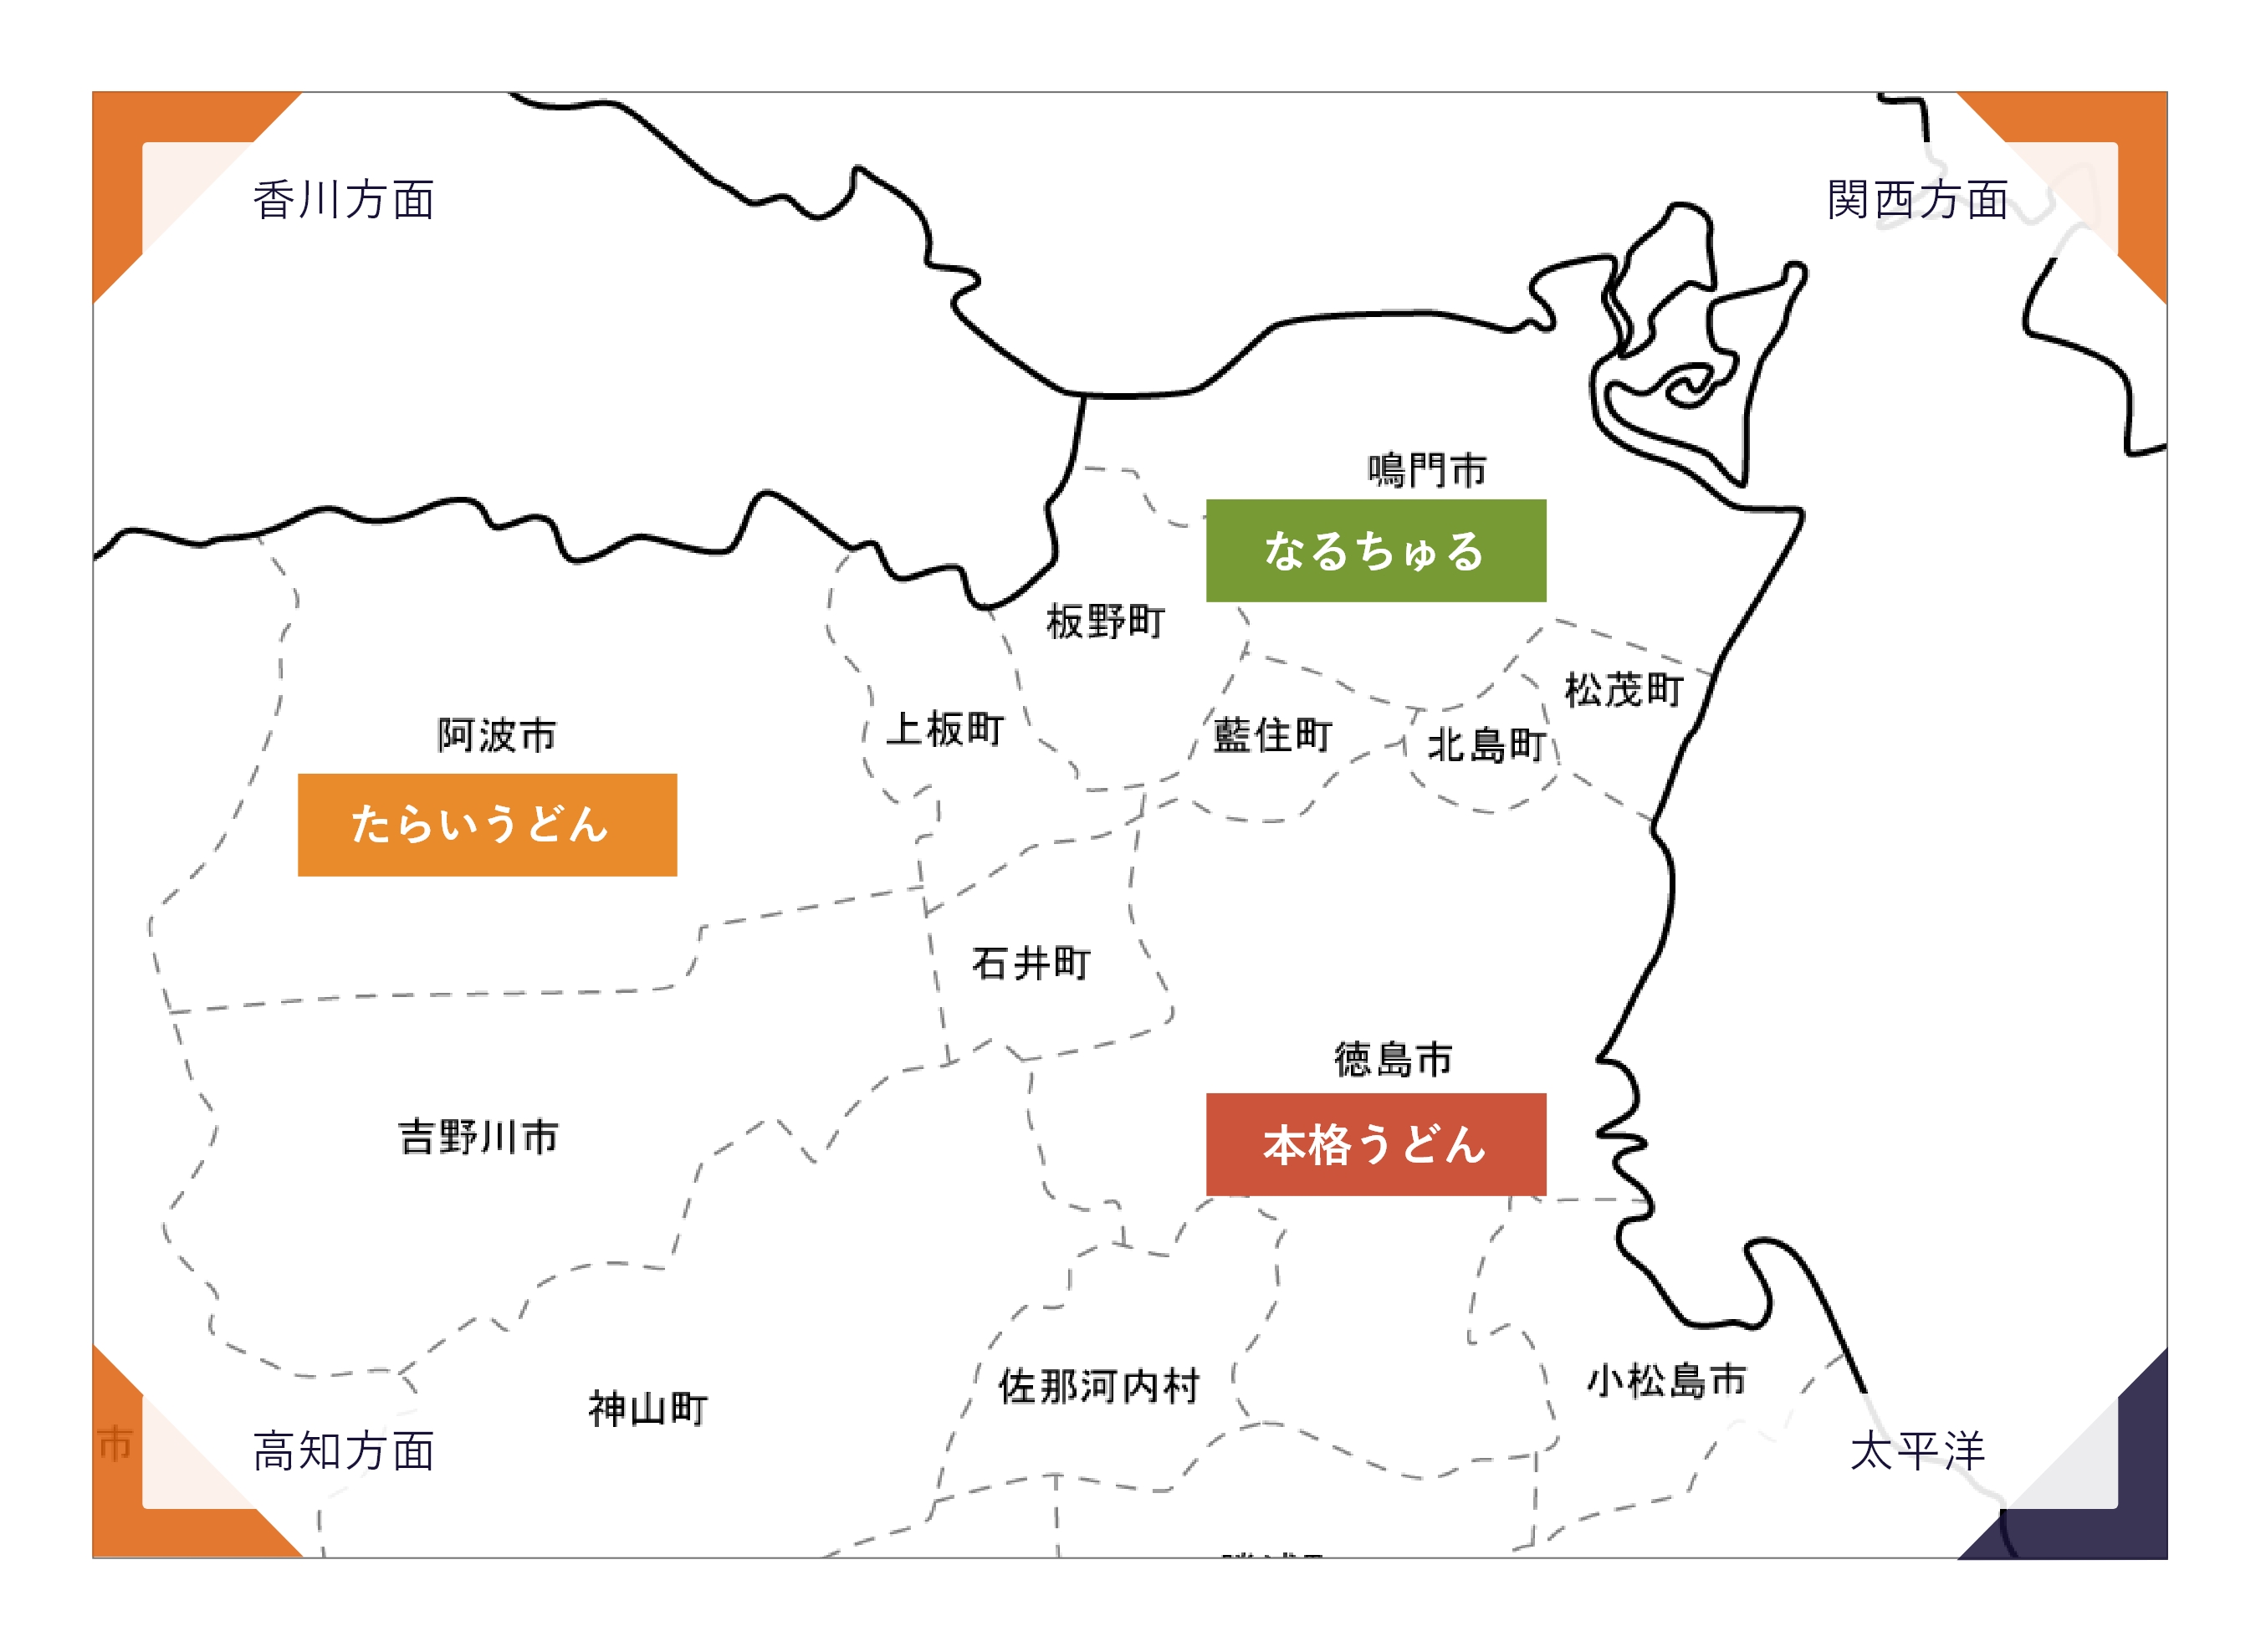 香川方面
関西方面
鳴門市
なるちゅる
板野町
松茂町
阿波市
上板町
藍住町
北島町
たらいうどん
石井町
徳島市
吉野川市
本格うどん
佐那河内村
小松島市
神山町
市
高知方面
太平洋